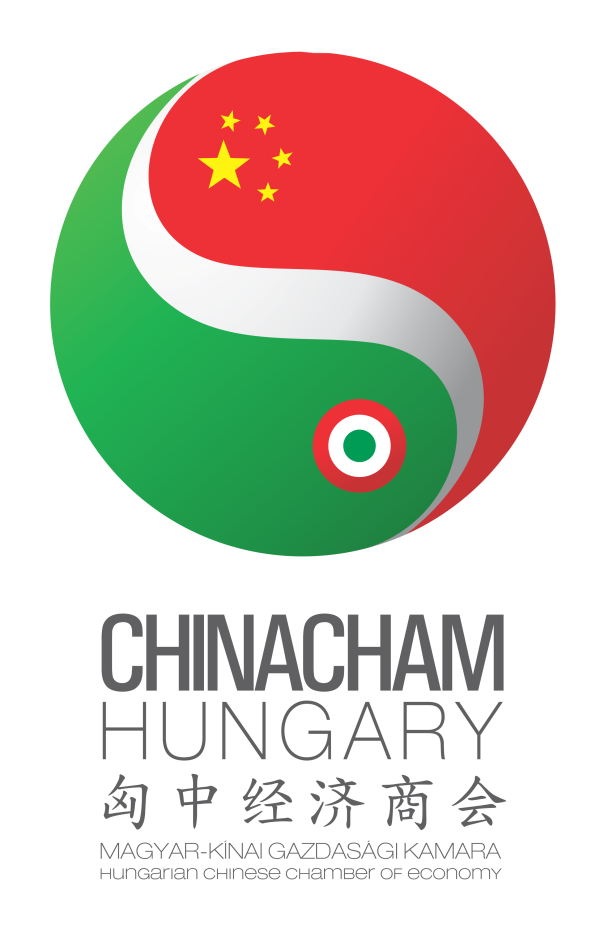 CHINACHAM
HUNGARY
匈中经济商会
MAGYAR-KÍNAI GAZDASÁGI KAMARA
HUNGARIAN CHINESE CHAMBER OF ECONOMY